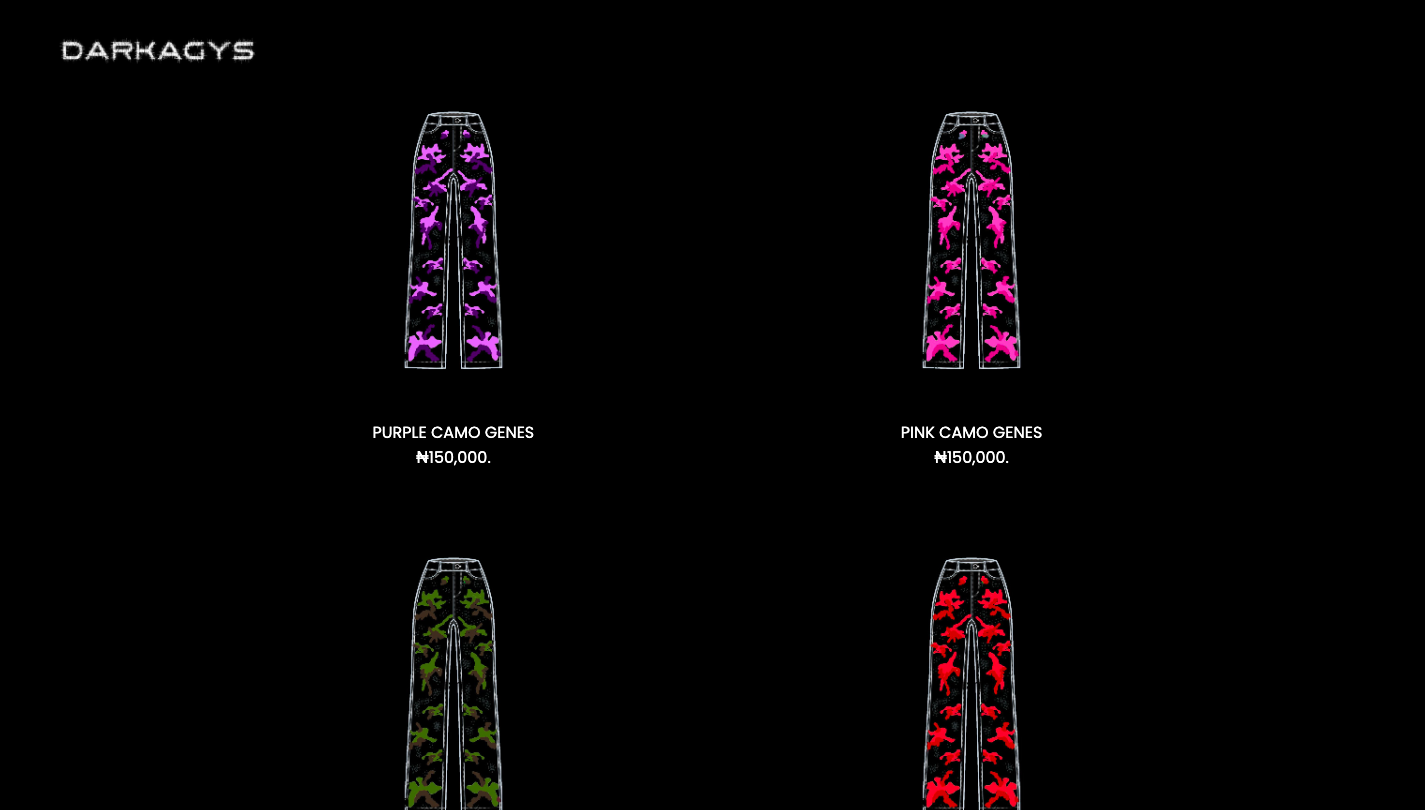 DARKAGYS
PURPLE CAMO GENES
₦150,000.
PINK CAMO GENES
₦150,000.